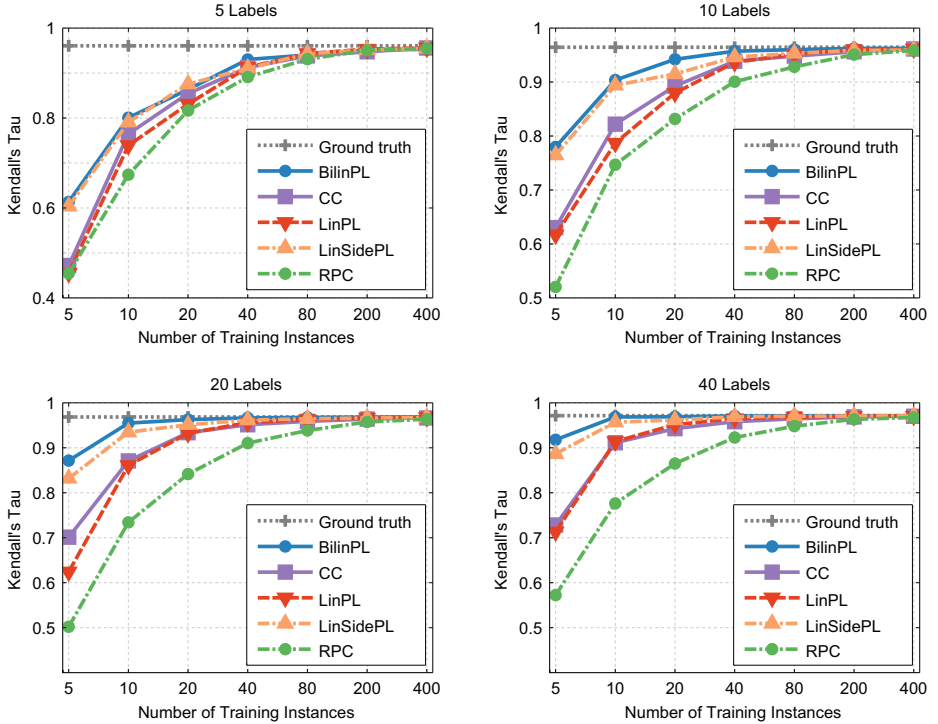 5 Labels
1
0.8
0.6
0.4
Kendall's Tau
Ground truth
BilinPL
CC
LinPL
LinSidePL
RPC
5 10 20 40 80 200 400
Number of Training Instances
10 Labels
1
0.9
0.8
0.7
0.6
0.5
Kendall's Tau
Ground truth
BilinPL
CC
LinPL
LinSidePL
RPC
5 10 20 40 80 200 400
Number of Training Instances
20 Labels
1
0.9
0.8
0.7
0.6
0.5
Kendall's Tau
Ground truth
BilinPL
CC
LinPL
LinSidePL
RPC
5 10 20 40 80 200 400
Number of Training Instances
40 Labels
1
0.9
0.8
0.7
0.6
0.5
Kendall's Tau
Ground truth
BilinPL
CC
LinPL
LinSidePL
RPC
5 10 20 40 80 200 400
Number of Training Instances